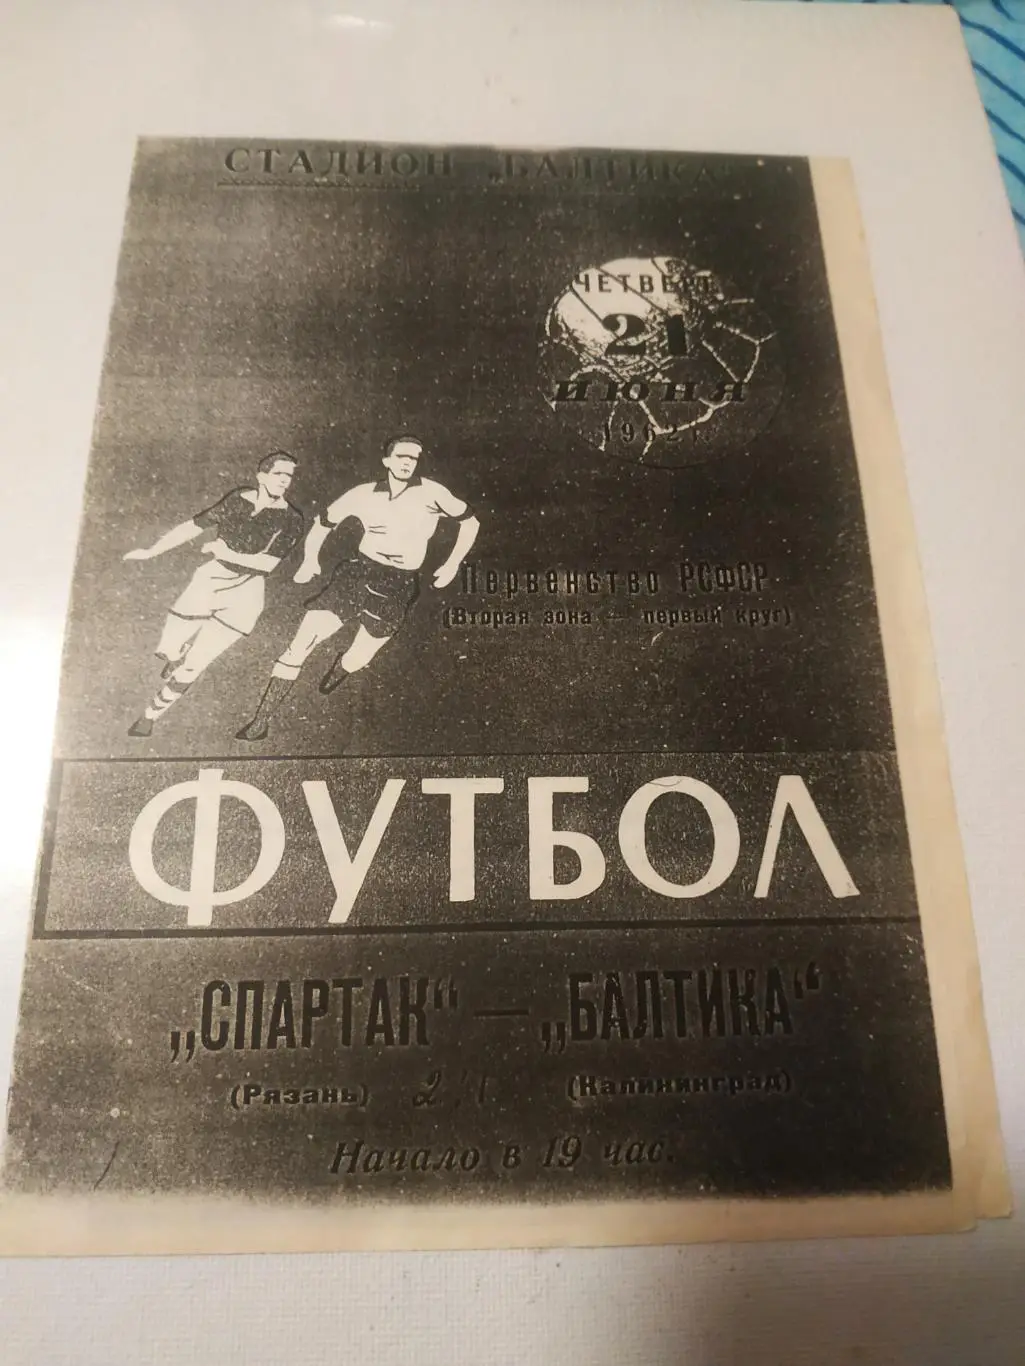 СТАДИОН „БАЛТИКА“
ЧЕТВЕРГ
21
ИЮНЯ
1962 г.
Первенство РСФСР
(Вторая зона — первый круг)
ФУТБОЛ
„СПАРТАК“ — „БАЛТИКА“
(Рязань) 2:1 (Калининград)
Начало в 19 час.